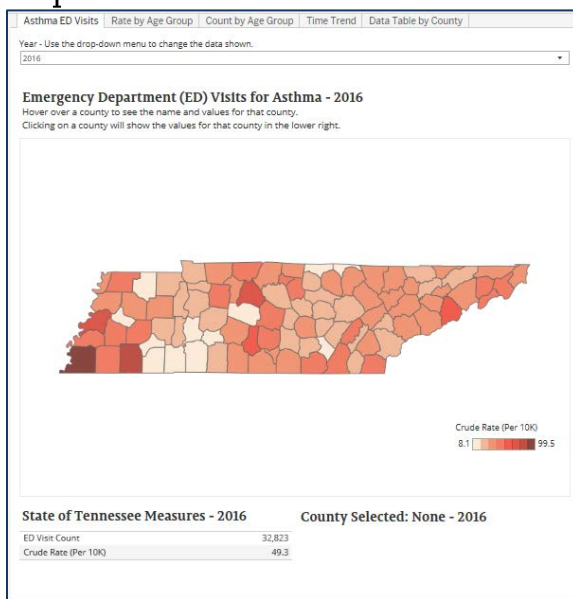 Asthma ED Visits Rate by Age Group Count by Age Group Time Trend Data Table by County
Year - Use the drop-down menu to change the data shown.
2016
Emergency Department (ED) Visits for Asthma - 2016
Hover over a county to see the name and values for that county.
Clicking on a county will show the values for that county in the lower right.
Crude Rate (Per 10K)
8.1 99.5
State of Tennessee Measures - 2016
ED Visit Count 32,823
Crude Rate (Per 10K) 49.3
County Selected: None - 2016